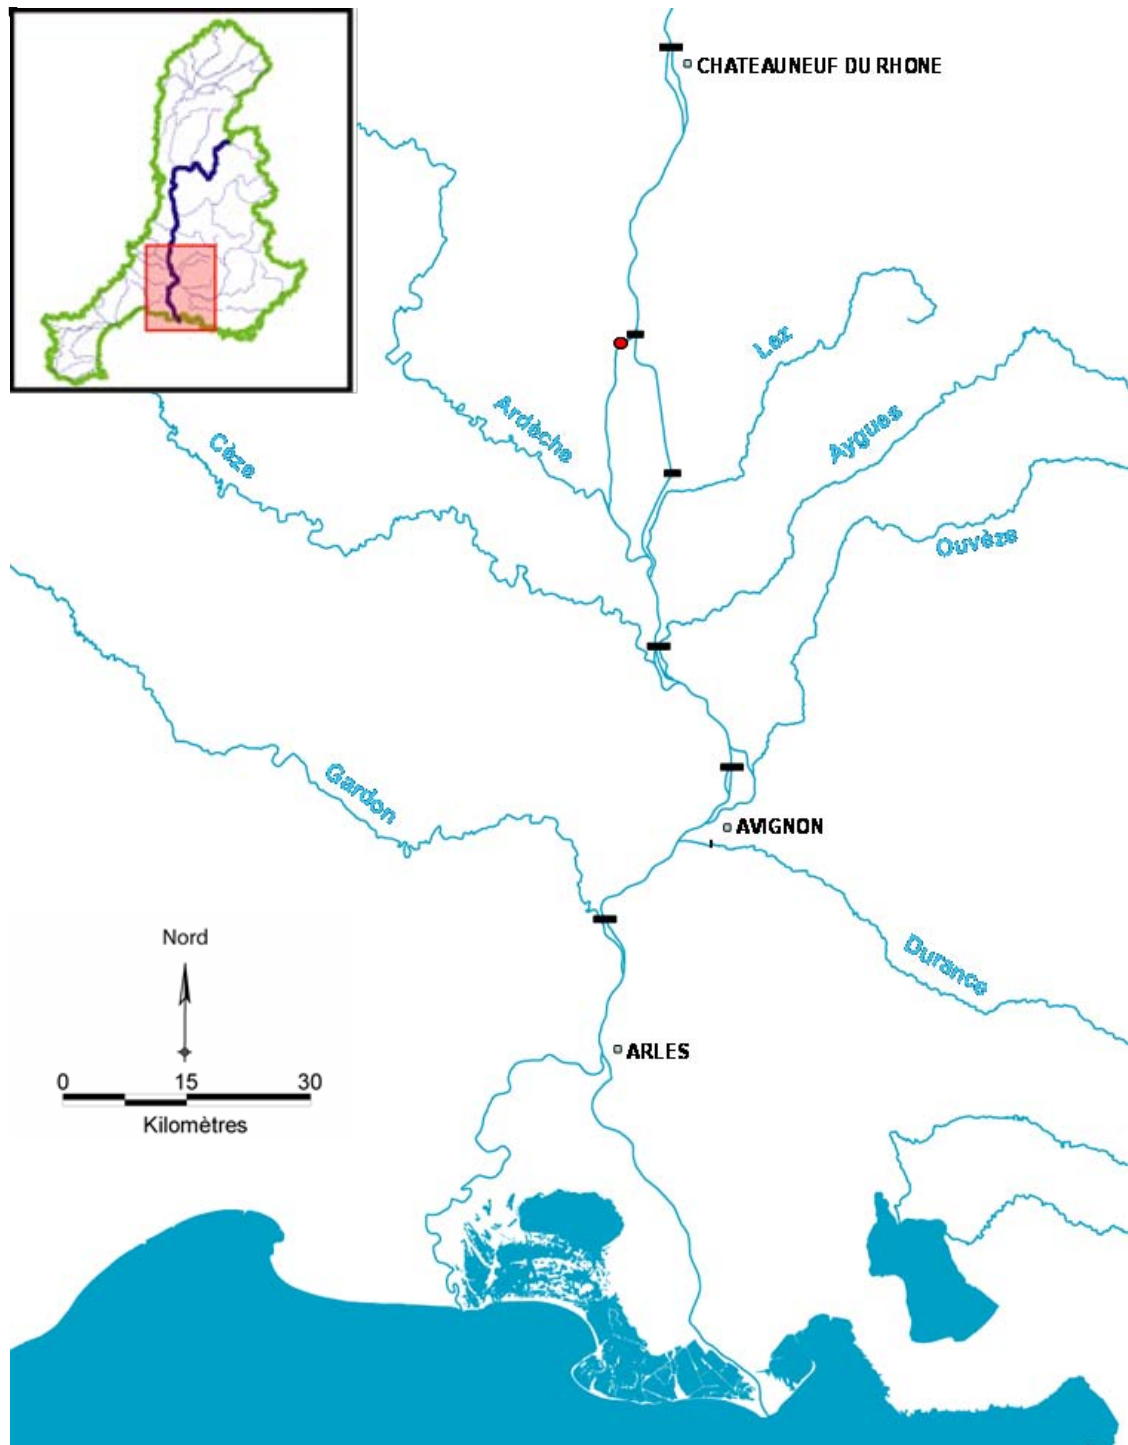 CHATEAUNEUF DU RHONE
Lez
Ardèche
Aygues
Cèze
Ouvèze
Gardon
AVIGNON
Nord
Durance
ARLES
0 15 30
Kilomètres